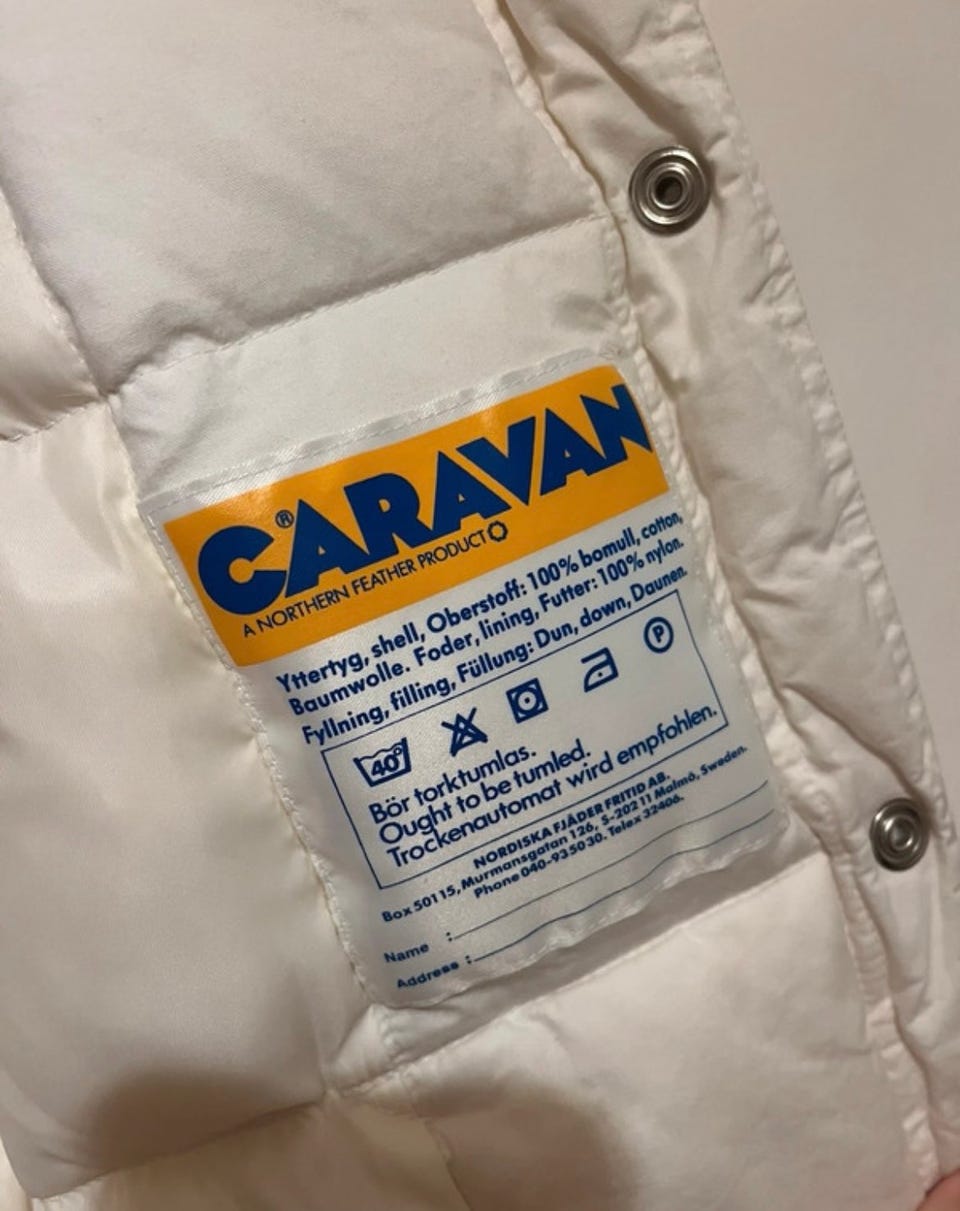 CARAVAN®
A NORTHERN FEATHER PRODUCT
Yttertyg, shell, Oberstoff: 100% bomull, cotton,
Baumwolle. Foder, lining, Futter: 100% nylon.
Fyllning, filling, Füllung: Dun, down, Daunen.
40° P
Bör torktumlas.
Ought to be tumled.
Trockenautomat wird empfohlen.
NORDISKA FJÄDER FRITID AB.
Box 50115, Murmansgatan 126, S-202 11 Malmö, Sweden.
Phone 040-935030. Telex 32406.
Name :
Address :